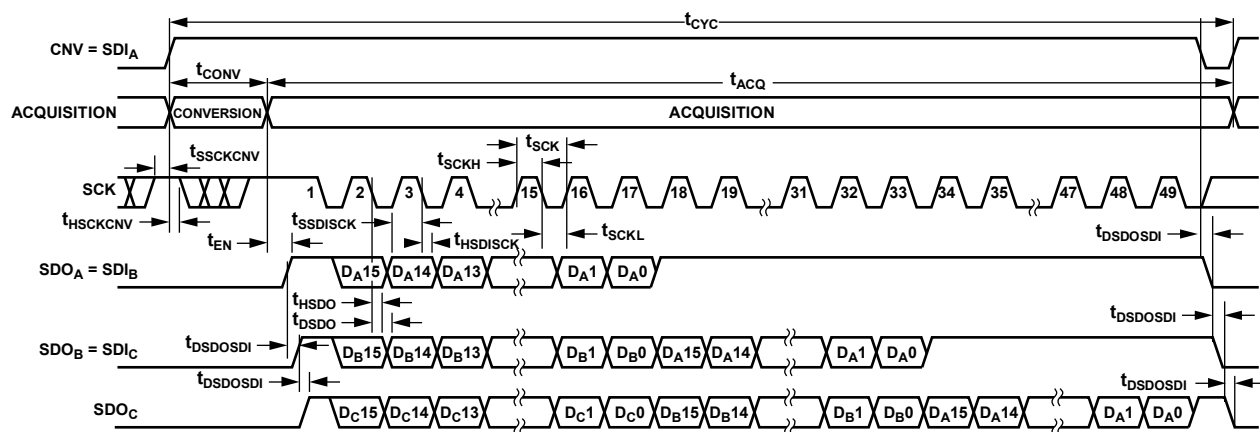 tCYC
CNV = SDIA
tCONV
tACQ
ACQUISITION
CONVERSION
ACQUISITION
tSSCKCNV
tSCK
tSCKH
SCK
1 2 3 4 15 16 17 18 19 31 32 33 34 35 47 48 49
tHSCKCNV
tSSDISCK
tEN
tHSDISCK
tSCKL
tDSDOSDI
SDOA = SDIB
DA15 DA14 DA13 DA1 DA0
tHSDO
tDSDO
tDSDOSDI
tDSDOSDI
SDOB = SDIC
DB15 DB14 DB13 DB1 DB0 DA15 DA14 DA1 DA0
tDSDOSDI
tDSDOSDI
SDOC
DC15 DC14 DC13 DC1 DC0 DB15 DB14 DB1 DB0 DA15 DA14 DA1 DA0